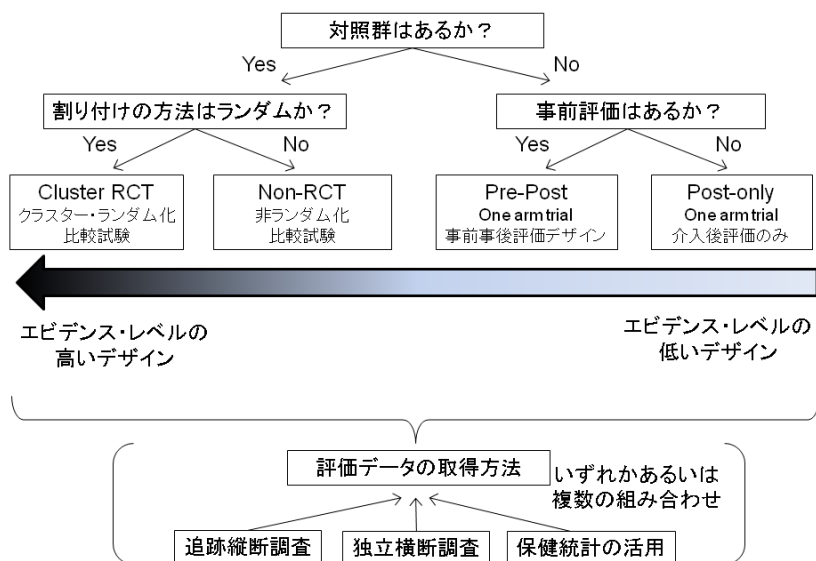 対照群はあるか？
Yes
No
割り付けの方法はランダムか？
事前評価はあるか？
Yes
No
Yes
No
Cluster RCT
クラスター・ランダム化
比較試験
Non-RCT
非ランダム化
比較試験
Pre-Post
One arm trial
事前事後評価デザイン
Post-only
One arm trial
介入後評価のみ
エビデンス・レベルの
高いデザイン
エビデンス・レベルの
低いデザイン
評価データの取得方法
いずれかあるいは
複数の組み合わせ
追跡縦断調査
独立横断調査
保健統計の活用